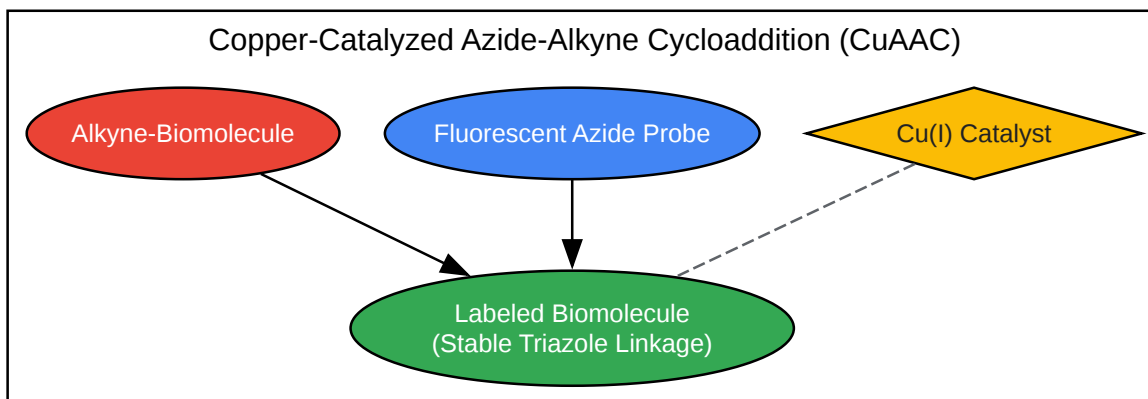 Copper-Catalyzed Azide-Alkyne Cycloaddition (CuAAC)
Alkyne-Biomolecule
Fluorescent Azide Probe
Cu(I) Catalyst
Labeled Biomolecule
(Stable Triazole Linkage)